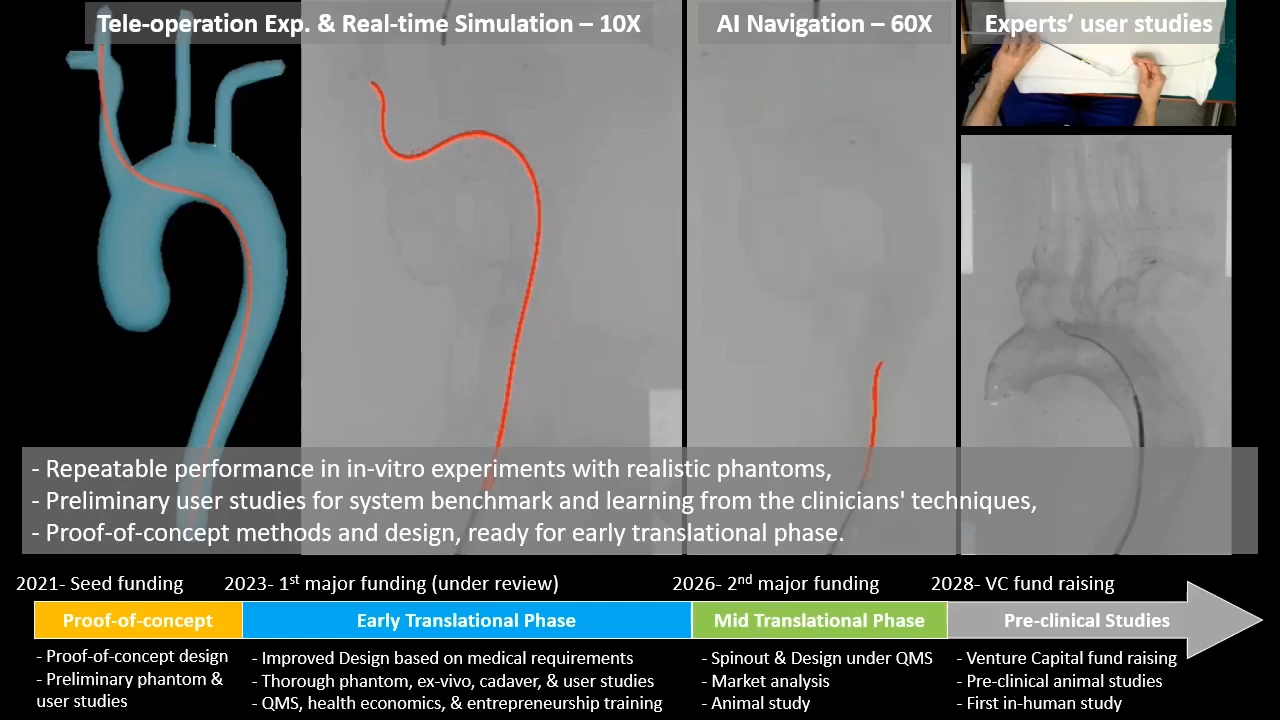 Tele-operation Exp. & Real-time Simulation – 10X
AI Navigation – 60X
Experts’ user studies
- Repeatable performance in in-vitro experiments with realistic phantoms,
- Preliminary user studies for system benchmark and learning from the clinicians' techniques,
- Proof-of-concept methods and design, ready for early translational phase.
2021- Seed funding
2023- 1st major funding (under review)
2026- 2nd major funding
2028- VC fund raising
Proof-of-concept
Early Translational Phase
Mid Translational Phase
Pre-clinical Studies
- Proof-of-concept design
- Preliminary phantom &
user studies
- Improved Design based on medical requirements
- Thorough phantom, ex-vivo, cadaver, & user studies
- QMS, health economics, & entrepreneurship training
- Spinout & Design under QMS
- Market analysis
- Animal study
- Venture Capital fund raising
- Pre-clinical animal studies
- First in-human study